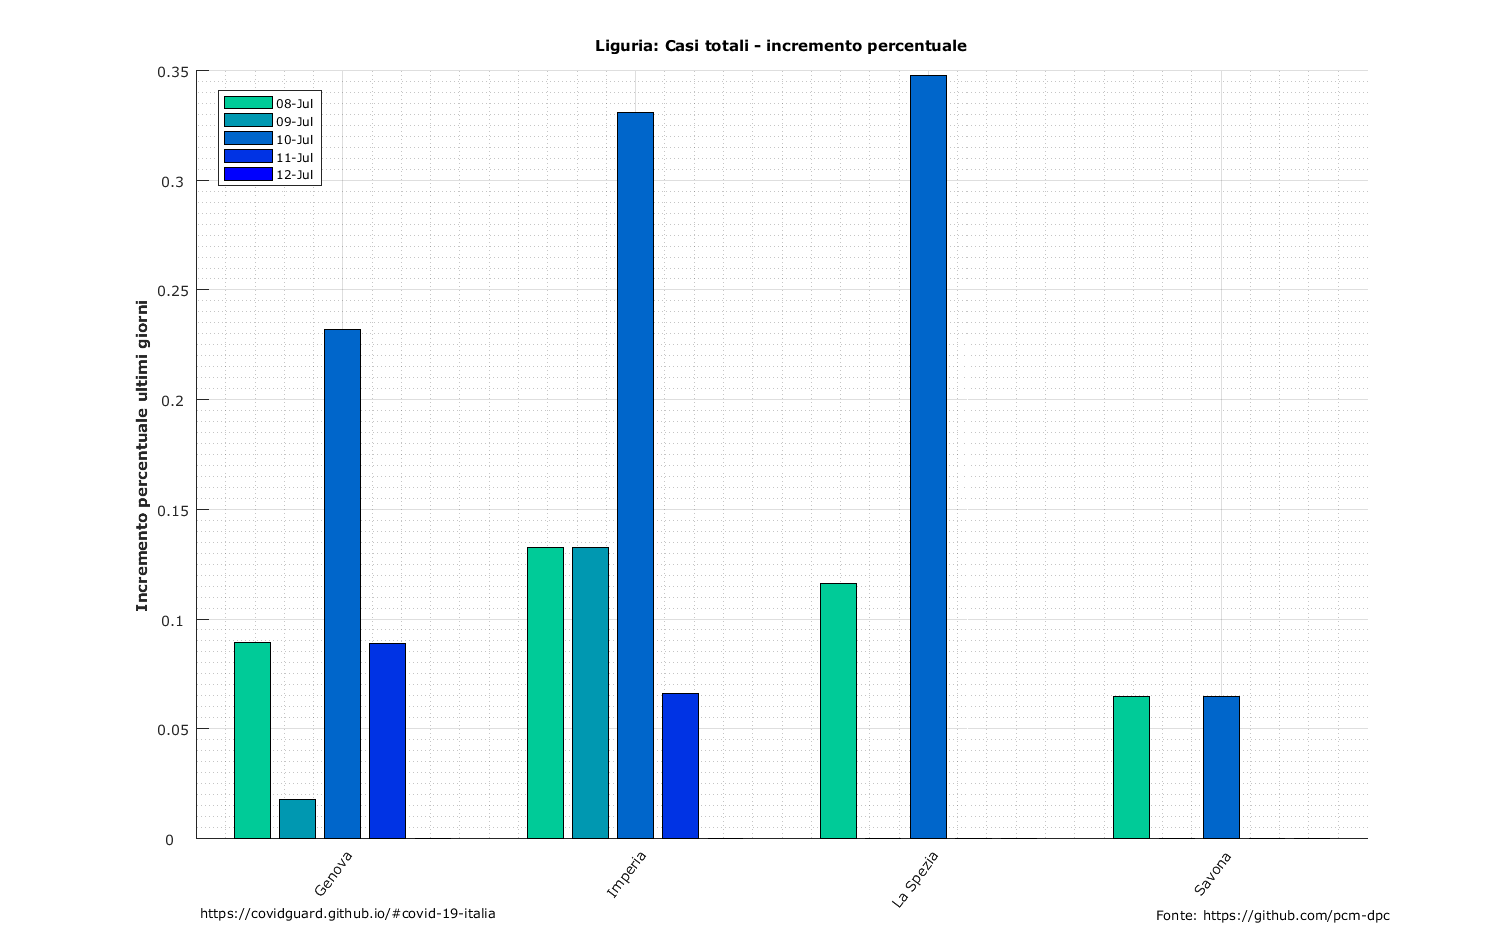 Liguria: Casi totali - incremento percentuale
0.35
0.3
0.25
0.2
0.15
0.1
0.05
0
Incremento percentuale ultimi giorni
08-Jul
09-Jul
10-Jul
11-Jul
12-Jul
Genova
Imperia
La Spezia
Savona
https://covidguard.github.io/#covid-19-italia
Fonte: https://github.com/pcm-dpc